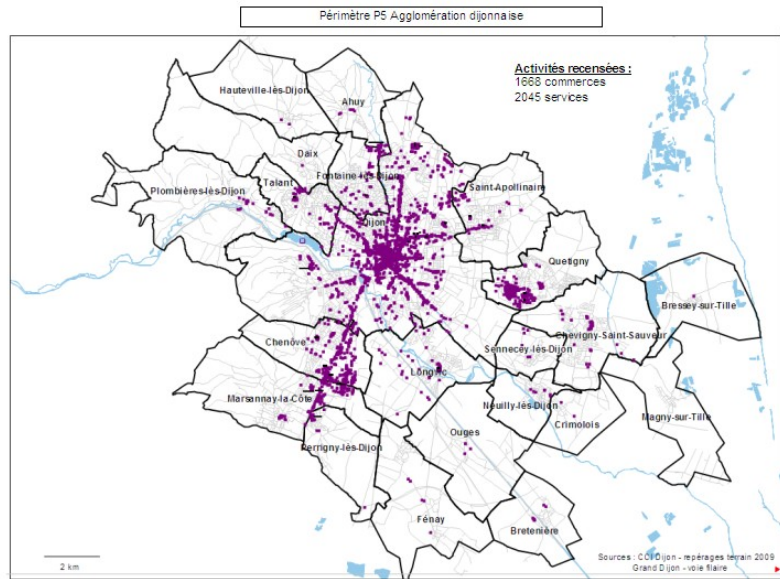 Périmètre P5 Agglomération dijonnaise
Activités recensées :
1668 commerces
2045 services
Hauteville-lès-Dijon
Ahuy
Daix
Fontaine-lès-Dijon
Talant
Saint-Apollinaire
Plombières-lès-Dijon
Dijon
Quetigny
Bressey-sur-Tille
Chenôve
Chevigny-Saint-Sauveur
Sennecey-lès-Dijon
Longvic
Marsannay-la-Côte
Neuilly-lès-Dijon
Magny-sur-Tille
Crimolois
Ouges
Perrigny-lès-Dijon
Fénay
Bretenière
Sources : CCI Dijon - repérages terrain 2009
Grand Dijon - voie filaire
2 km